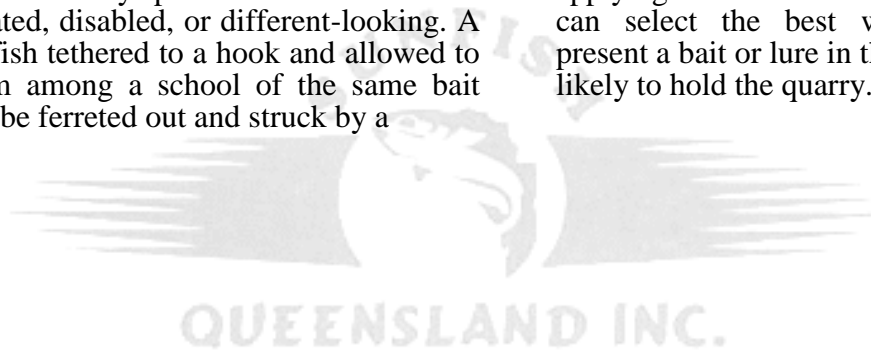 ated, disabled, or different-looking. A
fish tethered to a hook and allowed to
among a school of the same bait
be ferreted out and struck by a
can select the best
present a bait or lure in
likely to hold the quarry.
SUNFISH
QUEENSLAND INC.